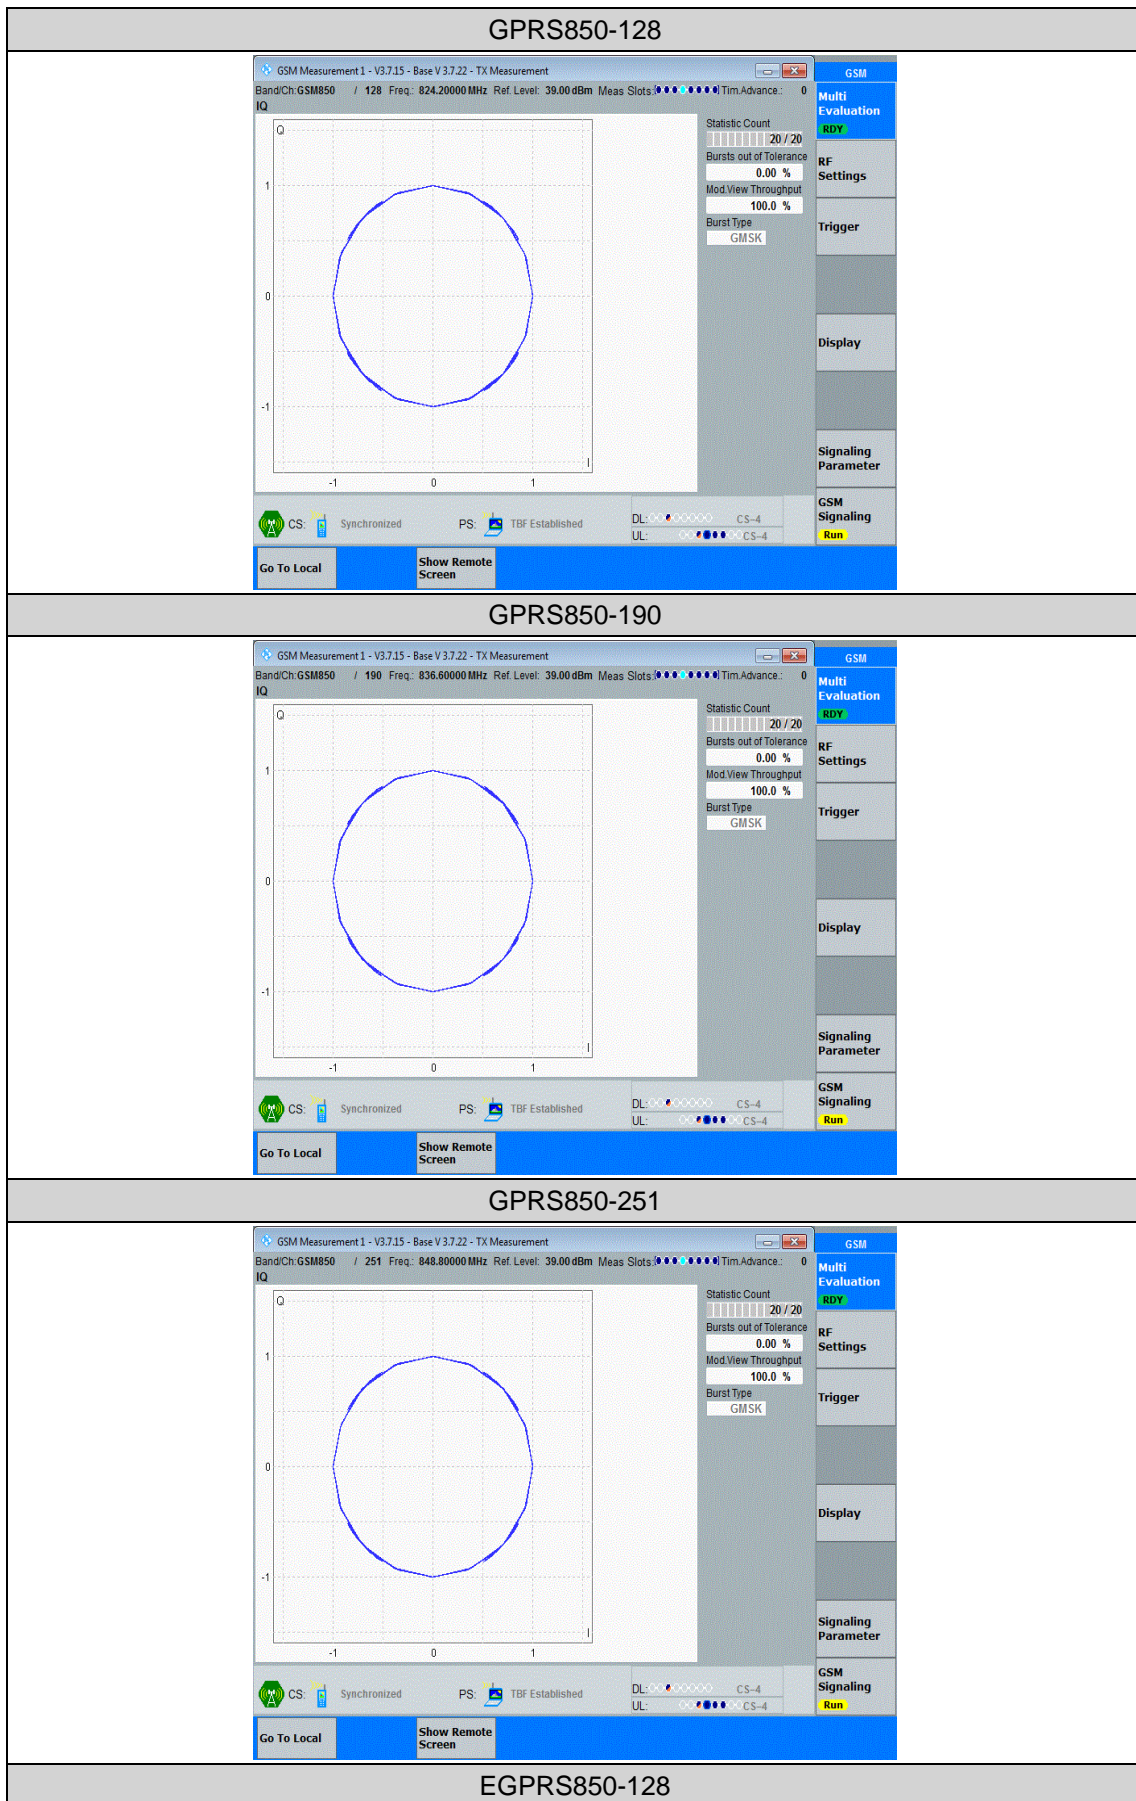 GPRS850-128
GSM Measurement 1 - V3.7.15 - Base V 3.7.22 - TX Measurement
GSM
Band/Ch: GSM850 / 128 Freq.: 824.20000 MHz Ref. Level: 39.00 dBm Meas Slots: Tim.Advance.: 0
IQ
Multi Evaluation
RDY
Q
Statistic Count
20 / 20
Bursts out of Tolerance
0.00 %
Mod.View Throughput
100.0 %
Burst Type
GMSK
RF Settings
Trigger
1
0
-1
I
-1 0 1
Display
Signaling Parameter
CS: Synchronized PS: TBF Established
DL: CS-4
UL: CS-4
GSM Signaling
Run
Go To Local
Show Remote Screen
GPRS850-190
GSM Measurement 1 - V3.7.15 - Base V 3.7.22 - TX Measurement
GSM
Band/Ch: GSM850 / 190 Freq.: 836.60000 MHz Ref. Level: 39.00 dBm Meas Slots: Tim.Advance.: 0
IQ
Multi Evaluation
RDY
Q
Statistic Count
20 / 20
Bursts out of Tolerance
0.00 %
Mod.View Throughput
100.0 %
Burst Type
GMSK
RF Settings
Trigger
1
0
-1
I
-1 0 1
Display
Signaling Parameter
CS: Synchronized PS: TBF Established
DL: CS-4
UL: CS-4
GSM Signaling
Run
Go To Local
Show Remote Screen
GPRS850-251
GSM Measurement 1 - V3.7.15 - Base V 3.7.22 - TX Measurement
GSM
Band/Ch: GSM850 / 251 Freq.: 848.80000 MHz Ref. Level: 39.00 dBm Meas Slots: Tim.Advance.: 0
IQ
Multi Evaluation
RDY
Q
Statistic Count
20 / 20
Bursts out of Tolerance
0.00 %
Mod.View Throughput
100.0 %
Burst Type
GMSK
RF Settings
Trigger
1
0
-1
I
-1 0 1
Display
Signaling Parameter
CS: Synchronized PS: TBF Established
DL: CS-4
UL: CS-4
GSM Signaling
Run
Go To Local
Show Remote Screen
EGPRS850-128